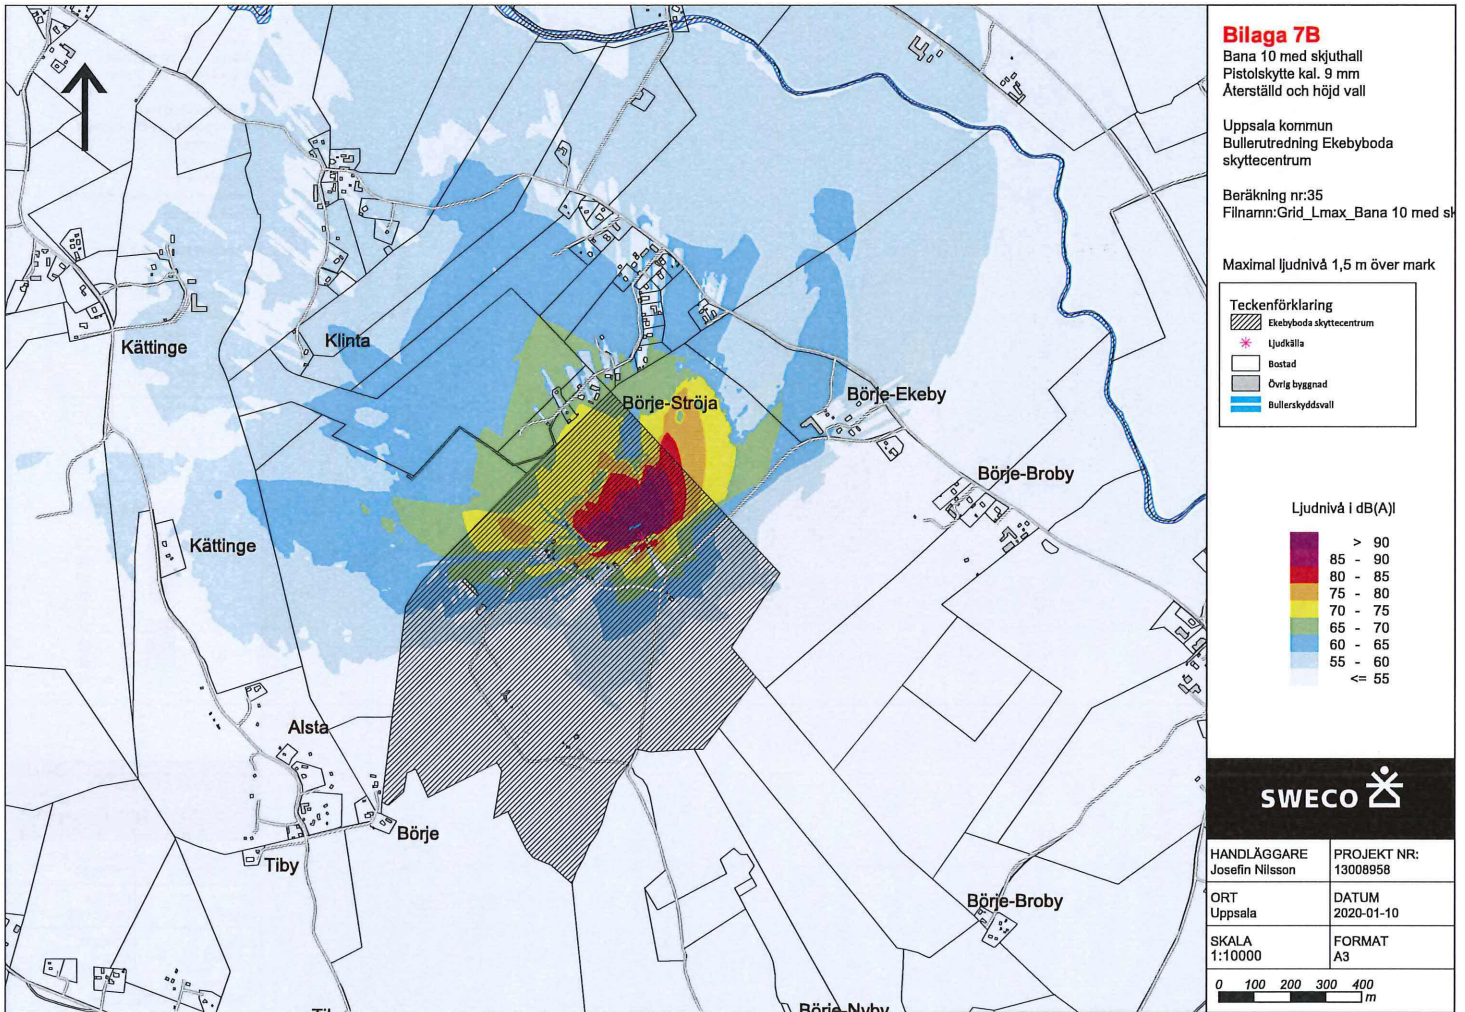 Bilaga 7B
Bana 10 med skjuthall
Pistolskytte kal. 9 mm
Återställd och höjd vall
Uppsala kommun
Bullerutredning Ekebyboda
skyttecentrum
Beräkning nr:35
Filnamn:Grid_Lmax_Bana 10 med sk
Maximal ljudnivå 1,5 m över mark
Teckenförklaring
Ekebyboda skyttecentrum
Ljudkälla
Bostad
Övrig byggnad
Bullerskyddsvall
Ljudnivå i dB(A)I
> 90
85 - 90
80 - 85
75 - 80
70 - 75
65 - 70
60 - 65
55 - 60
<= 55
SWECO
HANDLÄGGARE
Josefin Nilsson
PROJEKT NR:
13008958
ORT
Uppsala
DATUM
2020-01-10
SKALA
1:10000
FORMAT
A3
0 100 200 300 400
m
Kättinge
Klinta
Börje-Ströja
Börje-Ekeby
Börje-Broby
Kättinge
Alsta
Börje
Tiby
Börje-Broby
Börje-Nyby